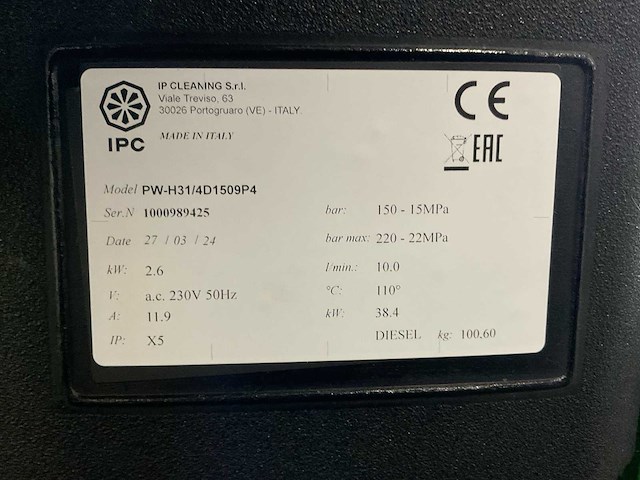 IP CLEANING S.r.l.
Viale Treviso, 63
30026 Portogruaro (VE) - ITALY.
IPC
MADE IN ITALY
CE
EAC
Model PW-H31/4D1509P4
Ser.N 1000989425
Date 27 / 03 / 24
kW: 2.6
V: a.c. 230V 50Hz
A: 11.9
IP: X5
bar: 150 - 15MPa
bar max: 220 - 22MPa
l/min.: 10.0
°C: 110°
kW: 38.4
DIESEL kg: 100,60